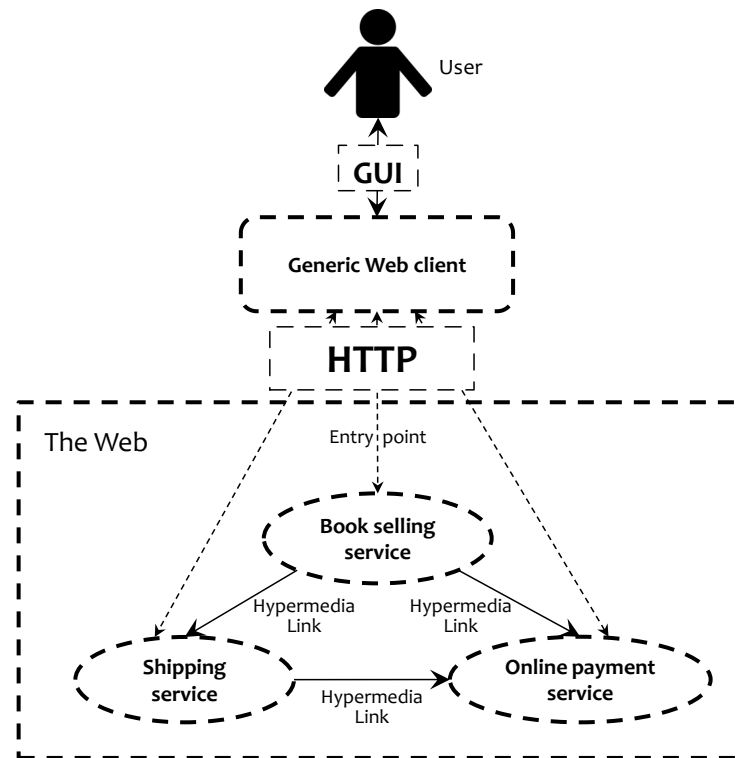 User
GUI
Generic Web client
HTTP
The Web
Entry point
Book selling
service
Hypermedia
Link
Hypermedia
Link
Shipping
service
Online payment
service
Hypermedia
Link